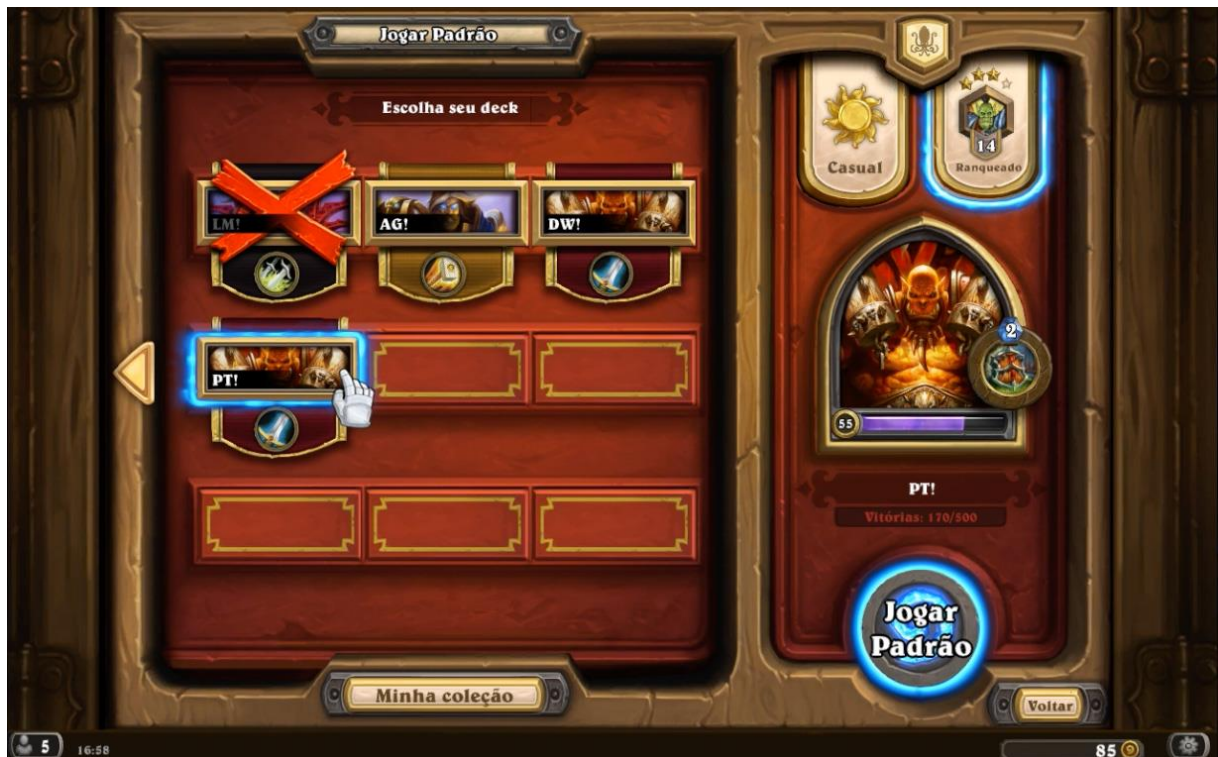 Jogar Padrão
Escolha seu deck
Casual
14
Ranqueado
LM!
AG!
DW!
PT!
2
55
PT!
Vitórias: 170/500
Jogar
Padrão
Minha coleção
Voltar
5
16:58
85